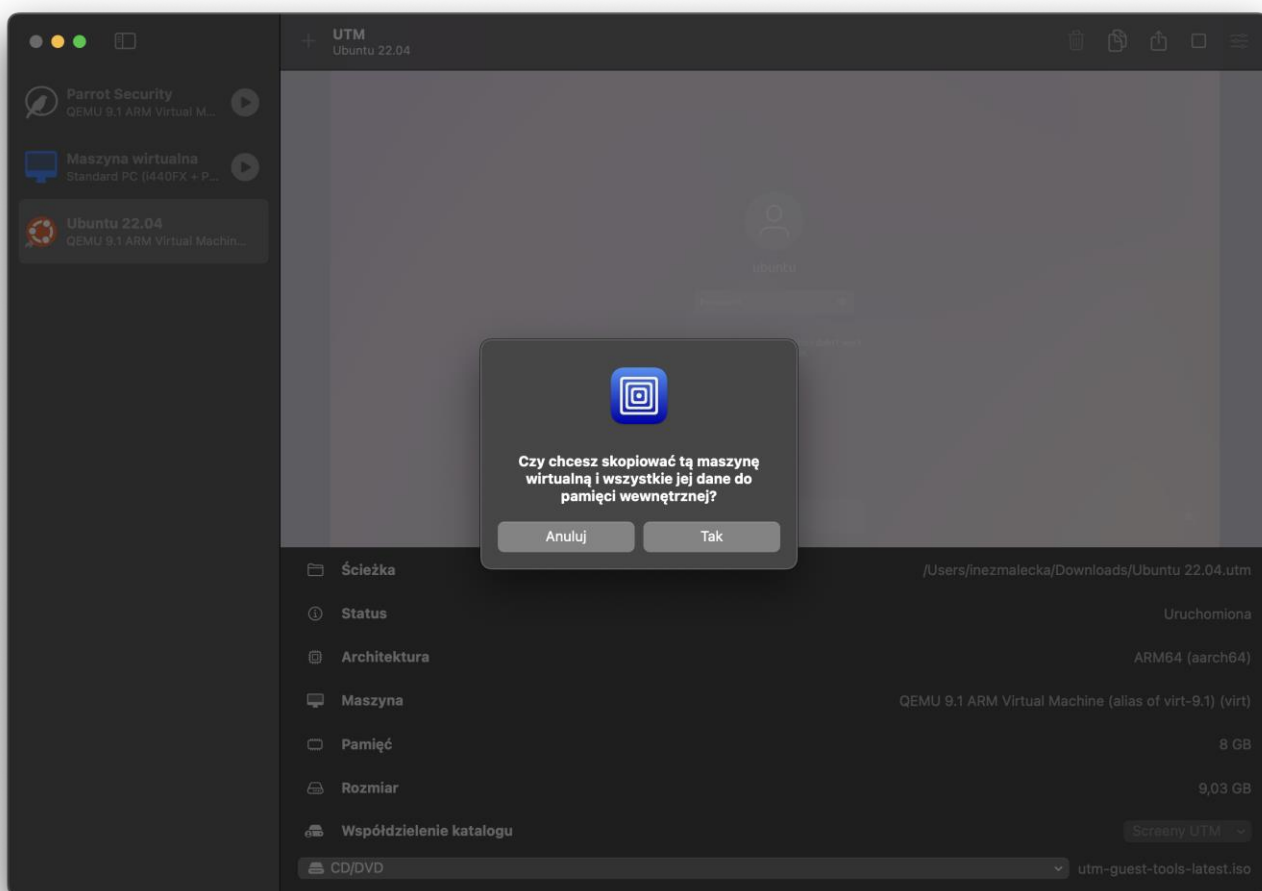 UTM
Ubuntu 22.04
Parrot Security
QEMU 9.1 ARM Virtual M...
Maszyna wirtualna
Standard PC (i440FX + P...
Ubuntu 22.04
QEMU 9.1 ARM Virtual Machin...
ubuntu
Czy chcesz skopiować tą maszynę
wirtualną i wszystkie jej dane do
pamięci wewnętrznej?
Anuluj Tak
Ścieżka /Users/inezmalecka/Downloads/Ubuntu 22.04.utm
Status Uruchomiona
Architektura ARM64 (aarch64)
Maszyna QEMU 9.1 ARM Virtual Machine (alias of virt-9.1) (virt)
Pamięć 8 GB
Rozmiar 9,03 GB
Współdzielenie katalogu Screeny UTM
CD/DVD utm-guest-tools-latest.iso